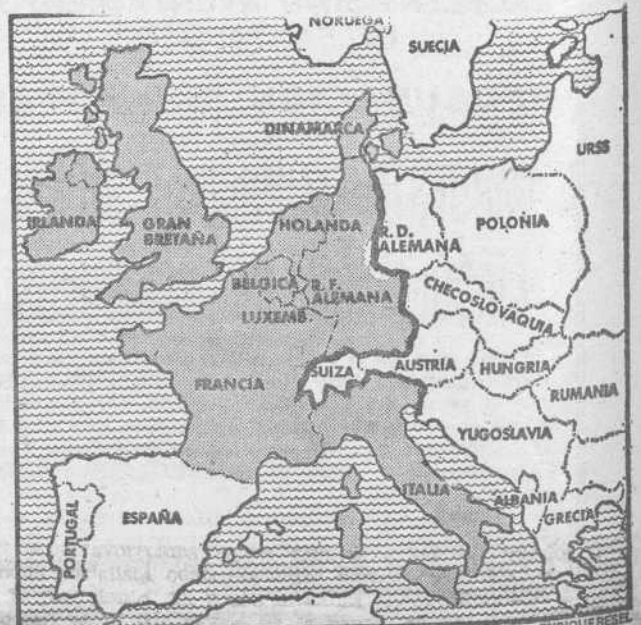 NORUEGA
SUECIA
DINAMARCA
URSS
IRLANDA
GRAN
BRETAÑA
HOLANDA
R. D.
ALEMANA
POLONIA
BELGICA
R. F.
ALEMANA
LUXEMB.
CHECOSLOVAQUIA
FRANCIA
SUIZA
AUSTRIA
HUNGRIA
RUMANIA
YUGOSLAVIA
ITALIA
ALBANIA
GRECIA
PORTUGAL
ESPAÑA